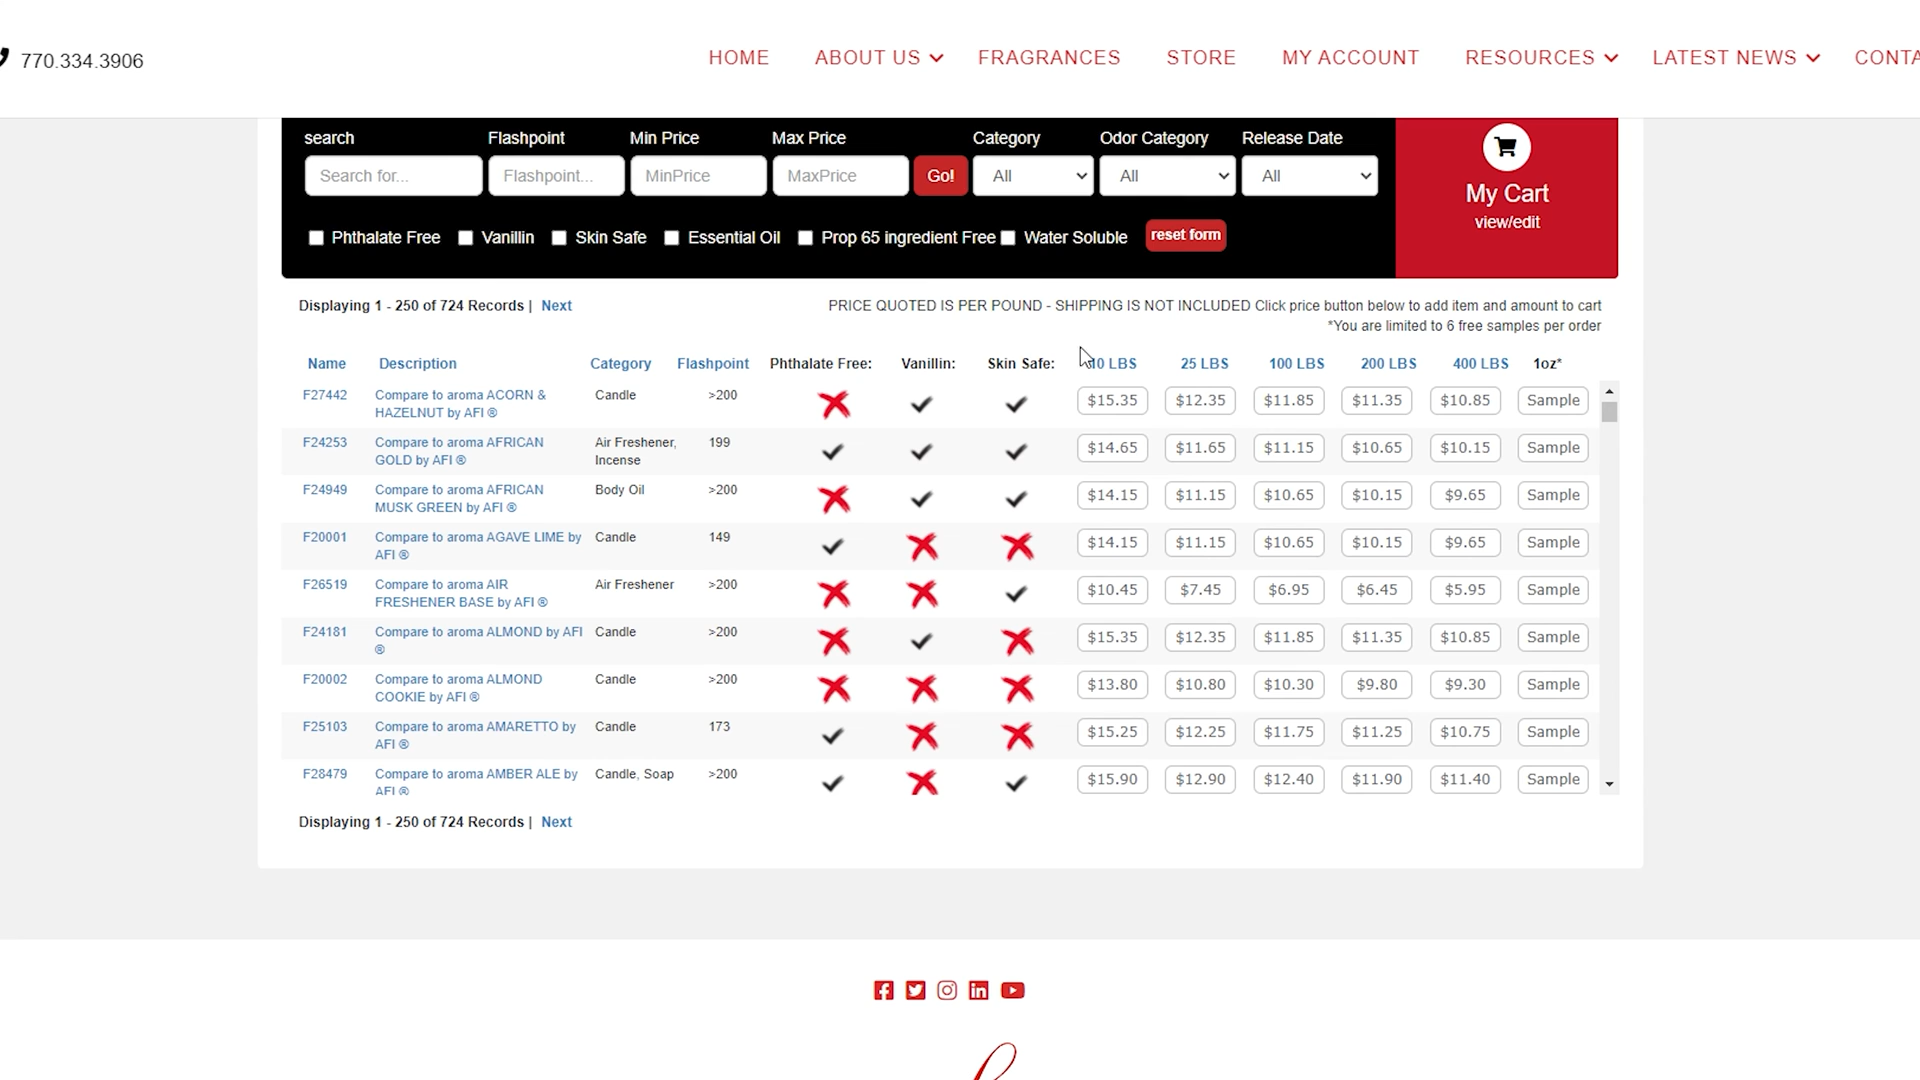 770.334.3906
HOME ABOUT US FRAGRANCES STORE MY ACCOUNT RESOURCES LATEST NEWS CONTA
search Flashpoint Min Price Max Price Category Odor Category Release Date
Search for... Flashpoint... MinPrice MaxPrice Go! All All All
My Cart
view/edit
Phthalate Free Vanillin Skin Safe Essential Oil Prop 65 ingredient Free Water Soluble reset form
Displaying 1 - 250 of 724 Records | Next
PRICE QUOTED IS PER POUND - SHIPPING IS NOT INCLUDED Click price button below to add item and amount to cart
*You are limited to 6 free samples per order
Name Description Category Flashpoint Phthalate Free: Vanillin: Skin Safe: 10 LBS 25 LBS 100 LBS 200 LBS 400 LBS 1oz*
F27442 Compare to aroma ACORN & Candle >200 $15.35 $12.35 $11.85 $11.35 $10.85 Sample
HAZELNUT by AFI ®
F24253 Compare to aroma AFRICAN Air Freshener, 199 $14.65 $11.65 $11.15 $10.65 $10.15 Sample
GOLD by AFI ® Incense
F24949 Compare to aroma AFRICAN Body Oil >200 $14.15 $11.15 $10.65 $10.15 $9.65 Sample
MUSK GREEN by AFI ®
F20001 Compare to aroma AGAVE LIME by Candle 149 $14.15 $11.15 $10.65 $10.15 $9.65 Sample
AFI ®
F26519 Compare to aroma AIR Air Freshener >200 $10.45 $7.45 $6.95 $6.45 $5.95 Sample
FRESHENER BASE by AFI ®
F24181 Compare to aroma ALMOND by AFI Candle >200 $15.35 $12.35 $11.85 $11.35 $10.85 Sample
®
F20002 Compare to aroma ALMOND Candle >200 $13.80 $10.80 $10.30 $9.80 $9.30 Sample
COOKIE by AFI ®
F25103 Compare to aroma AMARETTO by Candle 173 $15.25 $12.25 $11.75 $11.25 $10.75 Sample
AFI ®
F28479 Compare to aroma AMBER ALE by Candle, Soap >200 $15.90 $12.90 $12.40 $11.90 $11.40 Sample
AFI ®
Displaying 1 - 250 of 724 Records | Next